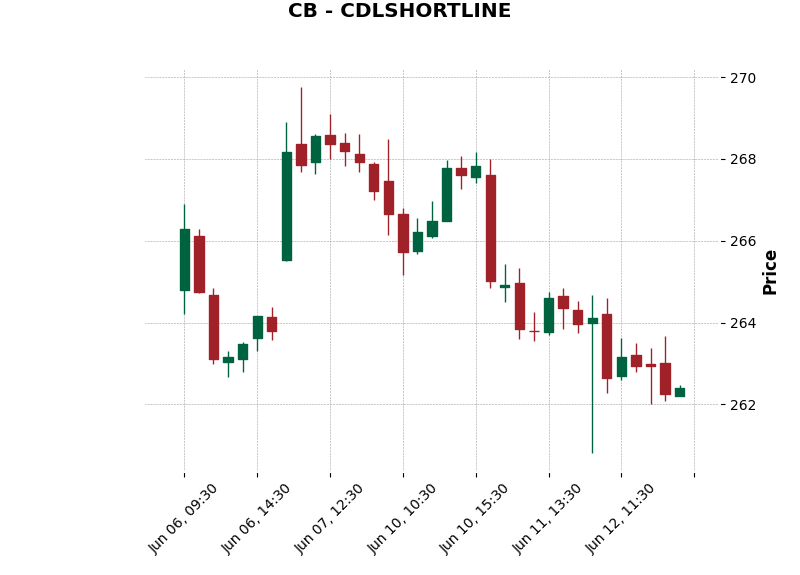 CB - CDLSHORTLINE
270
268
266
264
262
Price
Jun 06, 09:30
Jun 06, 14:30
Jun 07, 12:30
Jun 10, 10:30
Jun 10, 15:30
Jun 11, 13:30
Jun 12, 11:30